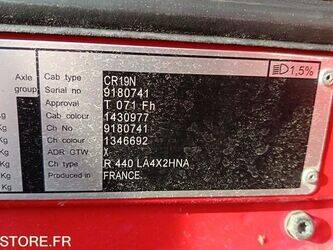 1,5%
Axle group
Cab type CR19N
Serial no 9180741
Approval T 071 Fh
Cab colour 1430977
Ch No 9180741
Ch colour 1346692
ADR GTW X
Ch type R 440 LA4X2HNA
Produced in FRANCE
Kg
Kg
Kg
Kg
Kg
Kg
STORE.FR